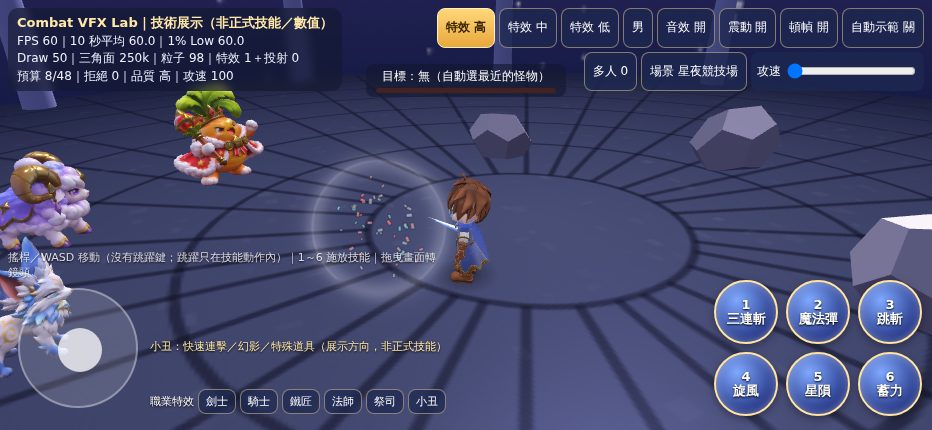 Combat VFX Lab｜技術展示（非正式技能／數值）
FPS 60｜10 秒平均 60.0｜1% Low 60.0
Draw 50｜三角面 250k｜粒子 98｜特效 1＋投射 0
預算 8/48｜拒絕 0｜品質 高｜攻速 100
特效 高
特效 中
特效 低
男
音效 開
震動 開
頓幀 開
自動示範 關
多人 0
場景 星夜競技場
攻速
目標：無（自動選最近的怪物）
搖桿／WASD 移動（沒有跳躍鍵；跳躍只在技能動作內）｜1~6 施放技能｜拖曳畫面轉
鏡頭
小丑：快速連擊／幻影／特殊道具（展示方向，非正式技能）
職業特效
劍士
騎士
鐵匠
法師
祭司
小丑
1
三連斬
2
魔法彈
3
跳斬
4
旋風
5
星隕
6
蓄力